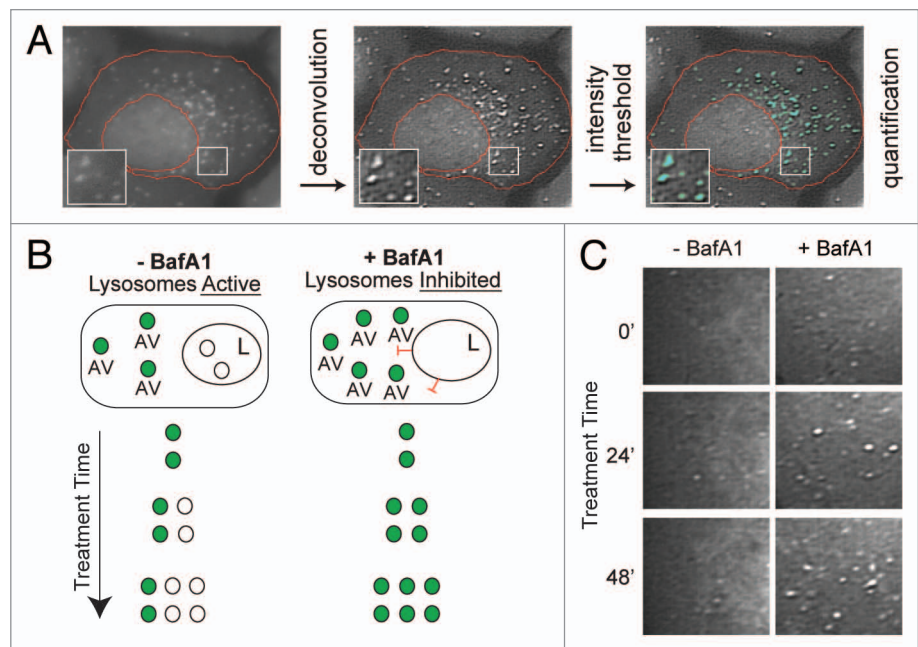 A
deconvolution
intensity
threshold
quantification
B
- BafA1
Lysosomes Active
+ BafA1
Lysosomes Inhibited
AV
AV
AV
L
AV
AV
AV
AV
AV
AV
L
Treatment Time
C
- BafA1
+ BafA1
0'
24'
48'
Treatment Time